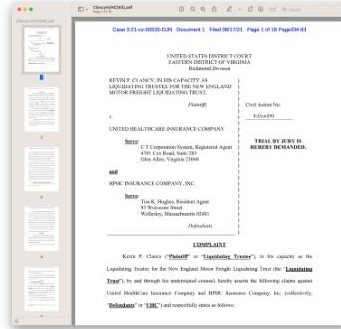 Case 3:21-cv-00535-DJN Document 1 Filed 08/17/21 Page 1 of 16 PageID#
UNITED STATES DISTRICT COURT
EASTERN DISTRICT OF VIRGINIA
Richmond Division
KEVIN P. CLANCY, IN HIS CAPACITY AS
LIQUIDATING TRUSTEE FOR THE NEW ENGLAND
MOTOR FREIGHT LIQUIDATING TRUST,
Plaintiff,
Civil Action No.
v.
UNITED HEALTHCARE INSURANCE COMPANY
Serve:
TRIAL BY JURY IS
C T Corporation System, Registered Agent
HEREBY DEMANDED.
4701 Cox Road, Suite 285
Glen Allen, Virginia 23060
and
HPHC INSURANCE COMPANY, INC.
Serve:
Tisa K. Hughes, Resident Agent
93 Worcester Street
Wellesley, Massachusetts 02481
Defendants.
COMPLAINT
Kevin P. Clancy ("Plaintiff" or "Liquidating Trustee"), in his capacity as the
Liquidating Trustee for the New England Motor Freight Liquidating Trust (the "Liquidating
Trust"), by and through his undersigned counsel, hereby asserts the following claims against
United HealthCare Insurance Company and HPHC Insurance Company, Inc. (collectively,
"Defendants" or "UHC") and respectfully states as follows: